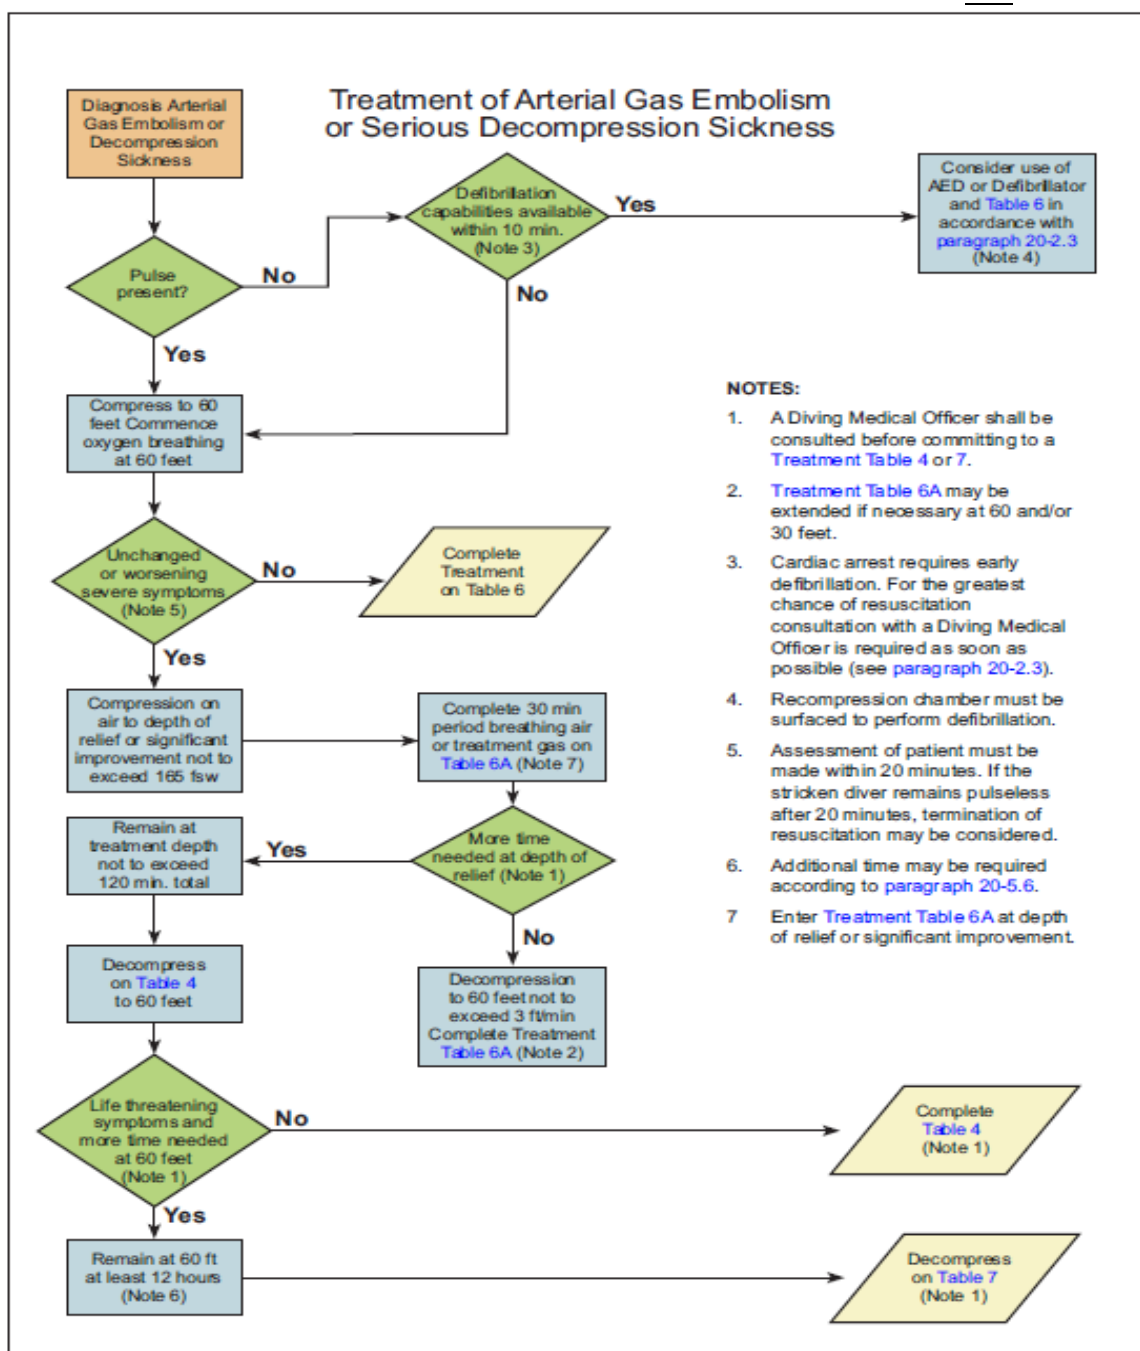 Treatment of Arterial Gas Embolism
or Serious Decompression Sickness
Diagnosis Arterial
Gas Embolism or
Decompression
Sickness
Pulse
present?
No
Yes
Defibrillation
capabilities available
within 10 min.
(Note 3)
Yes
No
Consider use of
AED or Defibrillator
and Table 6 in
accordance with
paragraph 20-2.3
(Note 4)
Compress to 60
feet Commence
oxygen breathing
at 60 feet
Unchanged
or worsening
severe symptoms
(Note 5)
No
Yes
Complete
Treatment
on Table 6
Compression on
air to depth of
relief or significant
improvement not to
exceed 165 fsw
Complete 30 min
period breathing air
or treatment gas on
Table 6A (Note 7)
More time
needed at depth of
relief (Note 1)
Yes
No
Remain at
treatment depth
not to exceed
120 min. total
Decompress
on Table 4
to 60 feet
Decompression
to 60 feet not to
exceed 3 ft/min
Complete Treatment
Table 6A (Note 2)
Life threatening
symptoms and
more time needed
at 60 feet
(Note 1)
No
Yes
Complete
Table 4
(Note 1)
Remain at 60 ft
at least 12 hours
(Note 6)
Decompress
on Table 7
(Note 1)
NOTES:
1. A Diving Medical Officer shall be
consulted before committing to a
Treatment Table 4 or 7.
2. Treatment Table 6A may be
extended if necessary at 60 and/or
30 feet.
3. Cardiac arrest requires early
defibrillation. For the greatest
chance of resuscitation
consultation with a Diving Medical
Officer is required as soon as
possible (see paragraph 20-2.3).
4. Recompression chamber must be
surfaced to perform defibrillation.
5. Assessment of patient must be
made within 20 minutes. If the
stricken diver remains pulseless
after 20 minutes, termination of
resuscitation may be considered.
6. Additional time may be required
according to paragraph 20-5.6.
7 Enter Treatment Table 6A at depth
of relief or significant improvement.